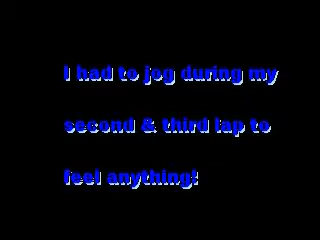 I had to jog during my
second & third lap to
feel anything!